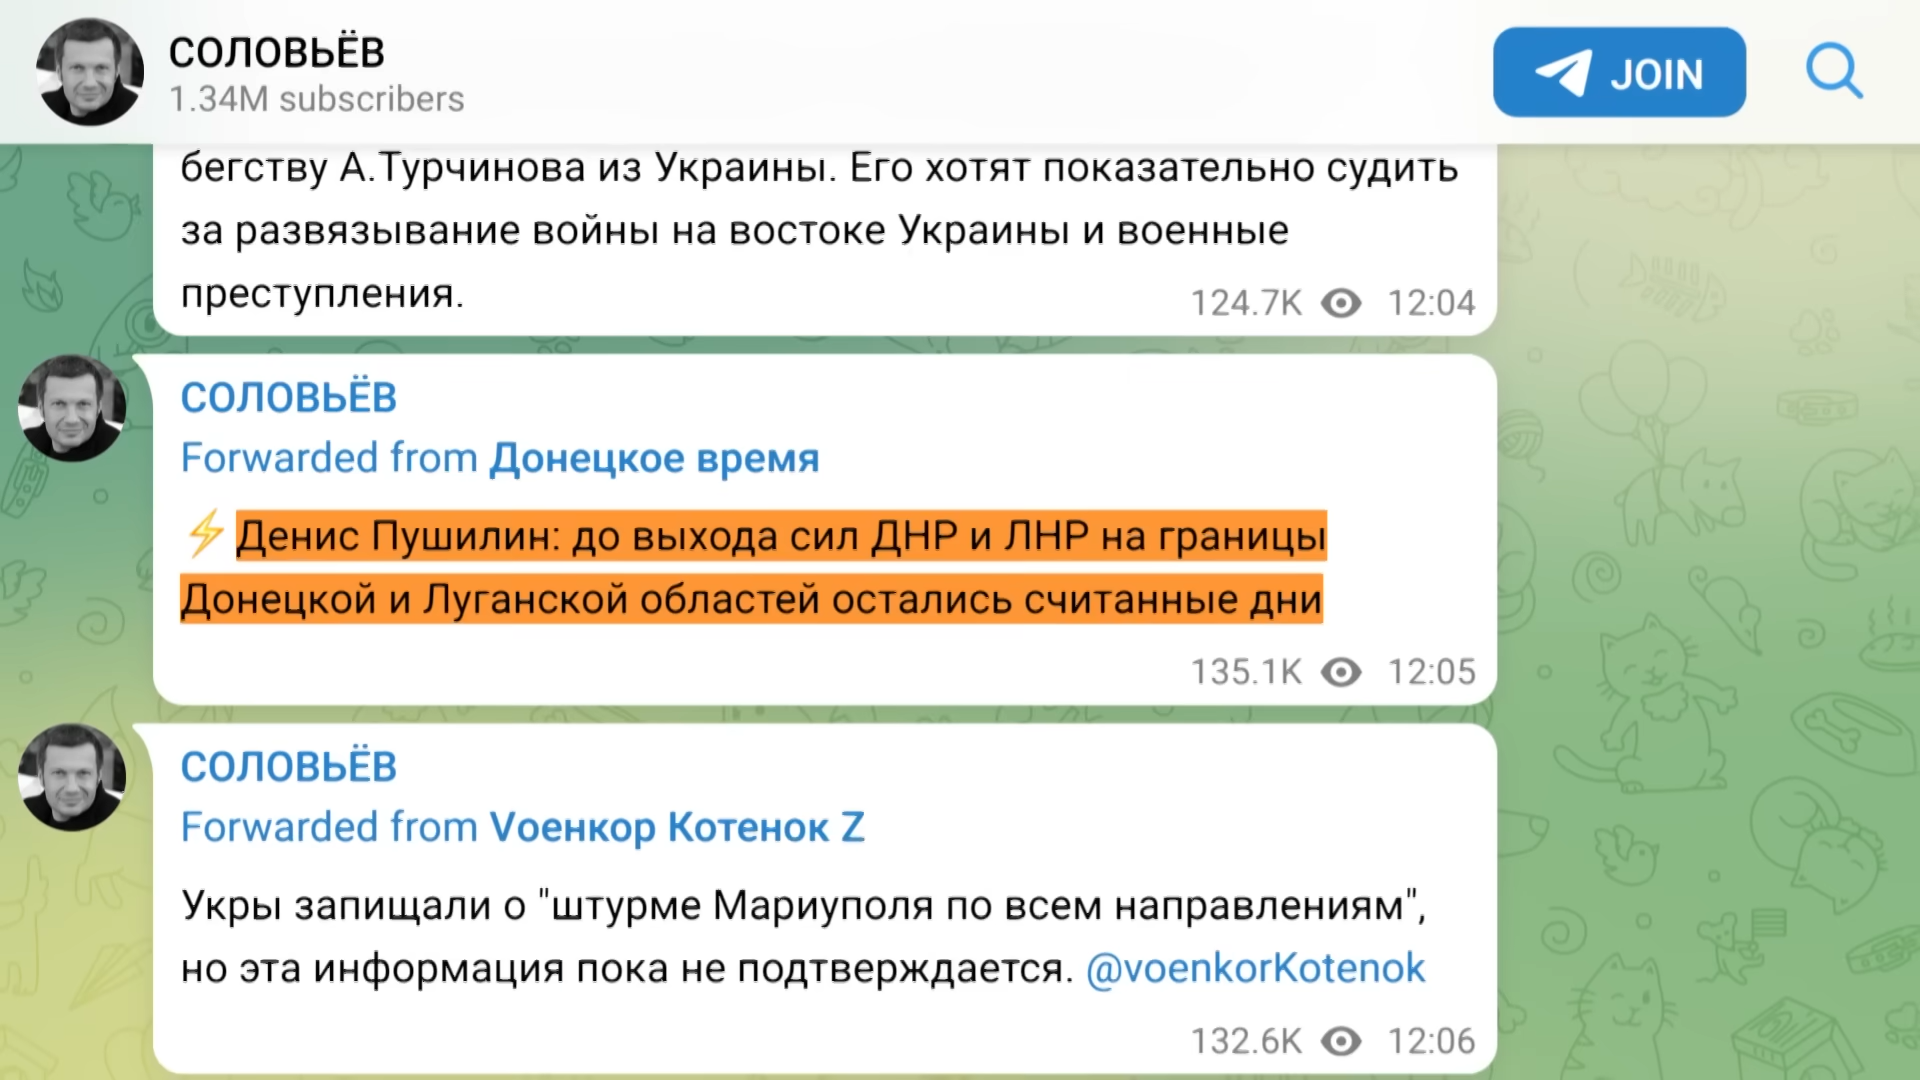 СОЛОВЬЁВ
1.34M subscribers
JOIN
бегству А.Турчинова из Украины. Его хотят показательно судить
за развязывание войны на востоке Украины и военные
преступления.
124.7K 12:04
СОЛОВЬЁВ
Forwarded from Донецкое время
⚡Денис Пушилин: до выхода сил ДНР и ЛНР на границы
Донецкой и Луганской областей остались считанные дни
135.1K 12:05
СОЛОВЬЁВ
Forwarded from Vоенкор Котенок Z
Укры запищали о "штурме Мариуполя по всем направлениям",
но эта информация пока не подтверждается. @voenkorKotenok
132.6K 12:06